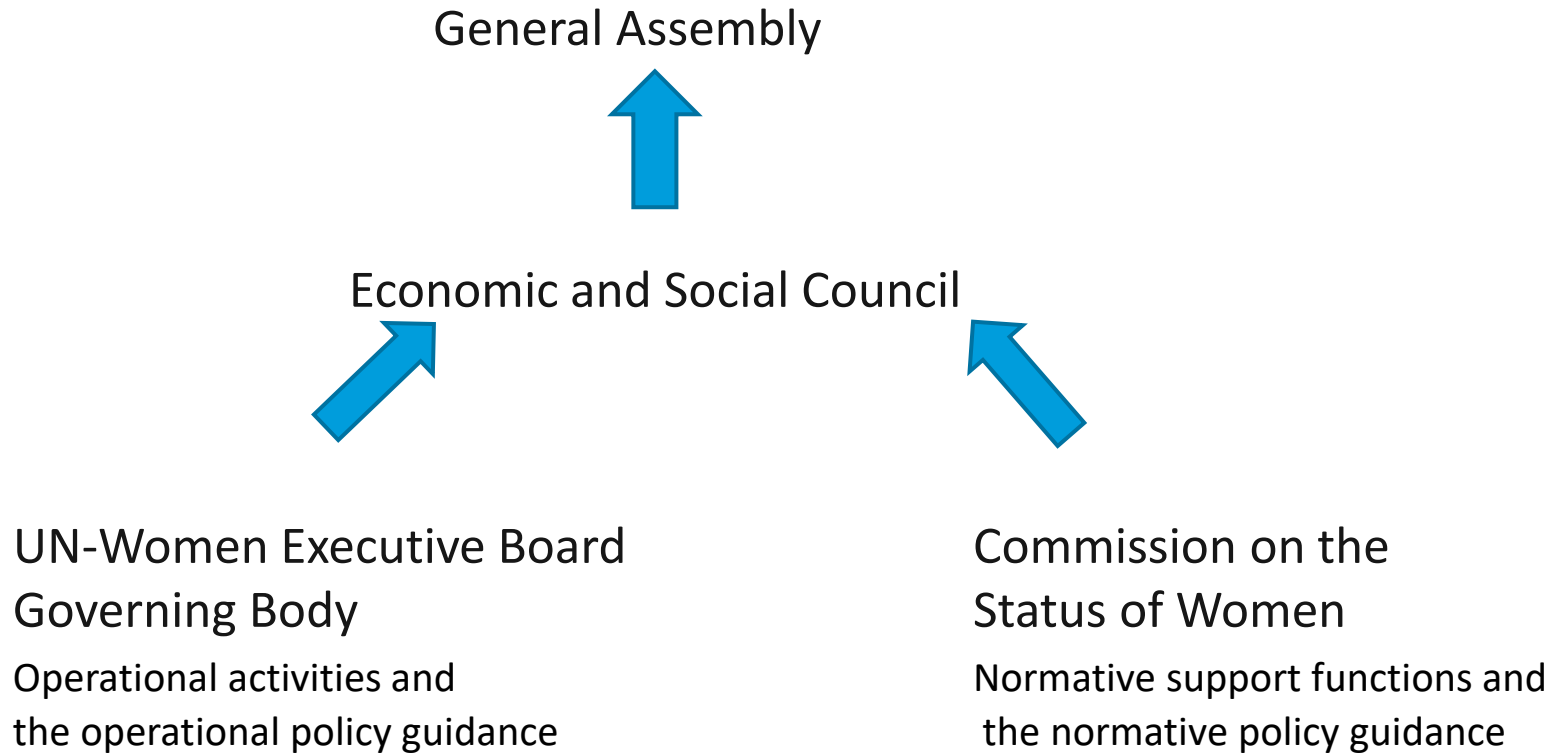 General Assembly
Economic and Social Council
UN-Women Executive Board
Governing Body
Operational activities and
the operational policy guidance
Commission on the
Status of Women
Normative support functions and
the normative policy guidance